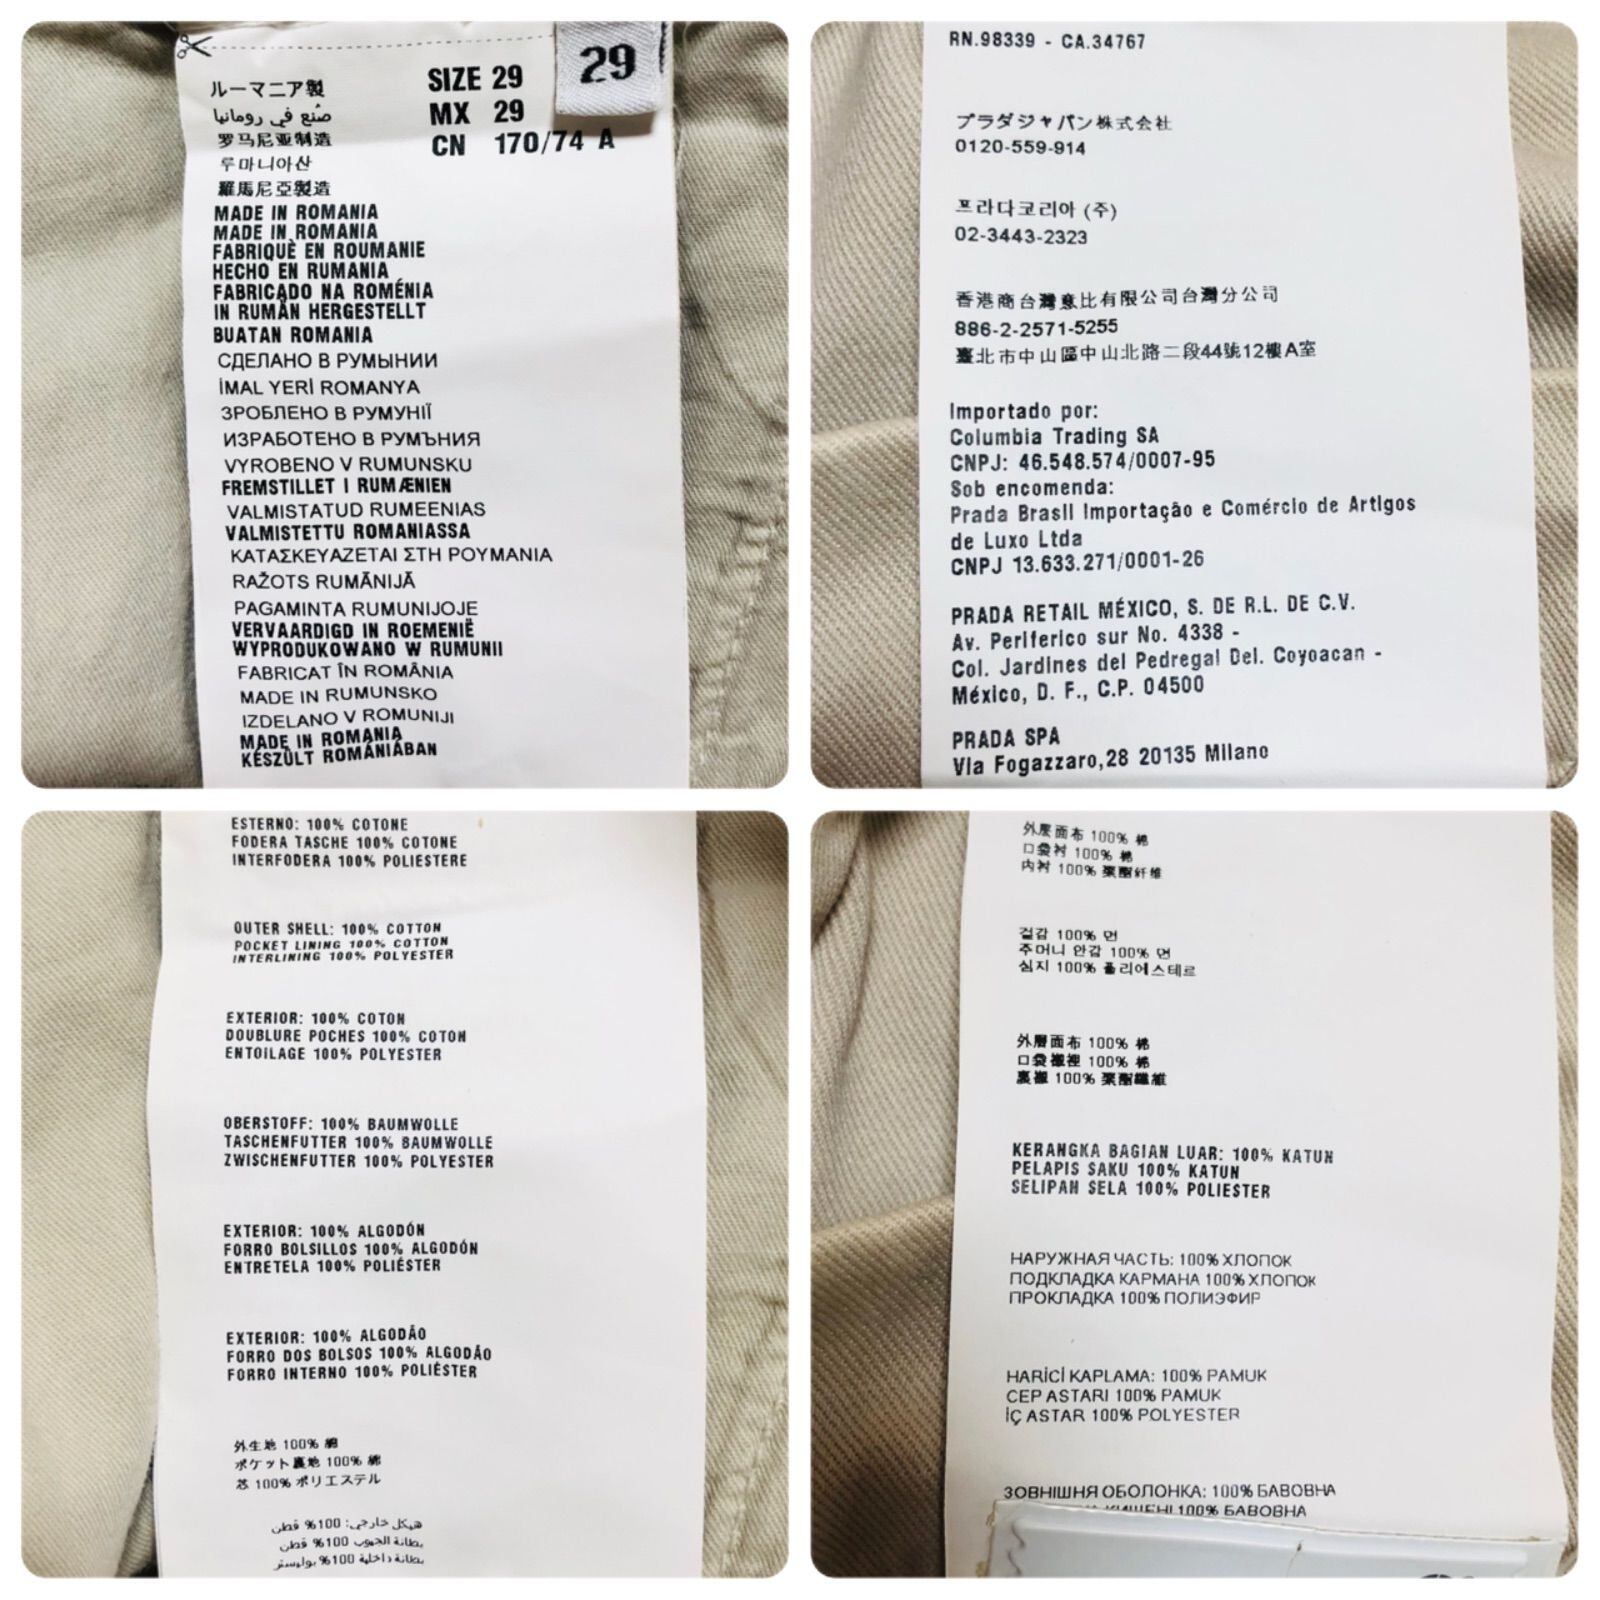 ルーマニア製
صُنع في رومانيا
罗马尼亚制造
루마니아산
羅馬尼亞製造
MADE IN ROMANIA
MADE IN ROMANIA
FABRIQUÈ EN ROUMANIE
HECHO EN RUMANIA
FABRICADO NA ROMÉNIA
IN RUMÄN HERGESTELLT
BUATAN ROMANIA
СДЕЛАНО В РУМЫНИИ
İMAL YERİ ROMANYA
ЗРОБЛЕНО В РУМУНІЇ
ИЗРАБОТЕНО В РУМЪНИЯ
VYROBENO V RUMUNSKU
FREMSTILLET I RUMÆNIEN
VALMISTATUD RUMEENIAS
VALMISTETTU ROMANIASSA
ΚΑΤΑΣΚΕΥΑΖΕΤΑΙ ΣΤΗ ΡΟΥΜΑΝΙΑ
RAŽOTS RUMĀNIJĀ
PAGAMINTA RUMUNIJOJE
VERVAARDIGD IN ROEMENIË
WYPRODUKOWANO W RUMUNII
FABRICAT ÎN ROMÂNIA
MADE IN RUMUNSKO
IZDELANO V ROMUNIJI
MADE IN ROMANIA
KÉSZÜLT ROMÁNIÁBAN
SIZE 29
MX 29
CN 170/74 A
29
RN.98339 - CA.34767
プラダジャパン株式会社
0120-559-914
프라다코리아 (주)
02-3443-2323
香港商台灣意比有限公司台灣分公司
886-2-2571-5255
臺北市中山區中山北路二段44號12樓A室
Importado por:
Columbia Trading SA
CNPJ: 46.548.574/0007-95
Sob encomenda:
Prada Brasil Importação e Comércio de Artigos
de Luxo Ltda
CNPJ 13.633.271/0001-26
PRADA RETAIL MÉXICO, S. DE R.L. DE C.V.
Av. Periferico sur No. 4338 -
Col. Jardines del Pedregal Del. Coyoacan -
México, D. F., C.P. 04500
PRADA SPA
Via Fogazzaro,28 20135 Milano
ESTERNO: 100% COTONE
FODERA TASCHE 100% COTONE
INTERFODERA 100% POLIESTERE
OUTER SHELL: 100% COTTON
POCKET LINING 100% COTTON
INTERLINING 100% POLYESTER
EXTERIOR: 100% COTON
DOUBLURE POCHES 100% COTON
ENTOILAGE 100% POLYESTER
OBERSTOFF: 100% BAUMWOLLE
TASCHENFUTTER 100% BAUMWOLLE
ZWISCHENFUTTER 100% POLYESTER
EXTERIOR: 100% ALGODÓN
FORRO BOLSILLOS 100% ALGODÓN
ENTRETELA 100% POLIÉSTER
EXTERIOR: 100% ALGODÃO
FORRO DOS BOLSOS 100% ALGODÃO
FORRO INTERNO 100% POLIÉSTER
外生地 100% 綿
ポケット裏地 100% 綿
芯 100% ポリエステル
هيكل خارجي: 100% قطن
بطانة الجيوب 100% قطن
بطانة داخلية 100% بوليستر
外层面布 100% 棉
口袋衬 100% 棉
内衬 100% 聚酯纤维
겉감 100% 면
주머니 안감 100% 면
심지 100% 폴리에스테르
外層面布 100% 棉
口袋襯裡 100% 棉
裏襯 100% 聚酯纖維
KERANGKA BAGIAN LUAR: 100% KATUN
PELAPIS SAKU 100% KATUN
SELIPAN SELA 100% POLIESTER
НАРУЖНАЯ ЧАСТЬ: 100% ХЛОПОК
ПОДКЛАДКА КАРМАНА 100% ХЛОПОК
ПРОКЛАДКА 100% ПОЛИЭФИР
HARİCİ KAPLAMA: 100% PAMUK
CEP ASTARI 100% PAMUK
İÇ ASTAR 100% POLYESTER
ЗОВНІШНЯ ОБОЛОНКА: 100% БАВОВНА
КИШЕНІ 100% БАВОВНА